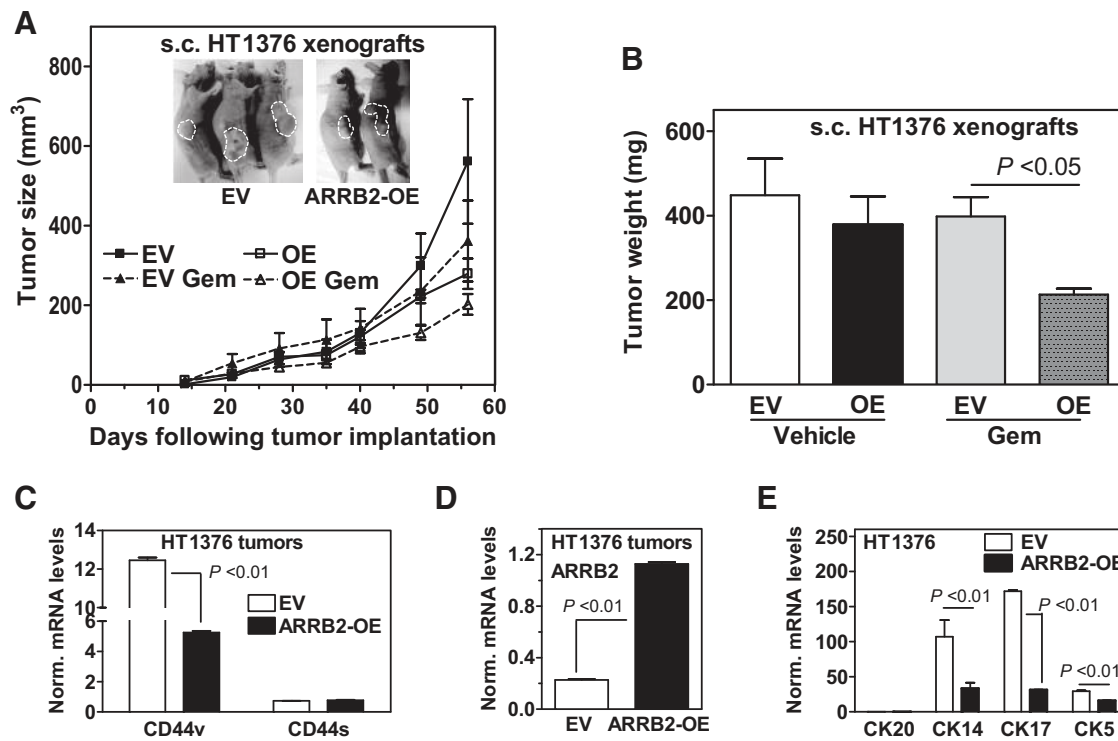 A
s.c. HT1376 xenografts
Tumor size (mm³)
800
600
400
200
0
EV
ARRB2-OE
EV
OE
EV Gem
OE Gem
0 10 20 30 40 50 60
Days following tumor implantation
B
s.c. HT1376 xenografts
Tumor weight (mg)
600
400
200
0
P <0.05
EV OE EV OE
Vehicle Gem
C
HT1376 tumors
Norm. mRNA levels
14
12
10
6
4
2
0
P <0.01
EV
ARRB2-OE
CD44v CD44s
D
HT1376 tumors
ARRB2
Norm. mRNA levels
1.2
0.8
0.4
0.0
P <0.01
EV ARRB2-OE
E
HT1376
Norm. mRNA levels
250
200
150
100
50
0
EV
ARRB2-OE
P <0.01
P <0.01
P <0.01
CK20 CK14 CK17 CK5